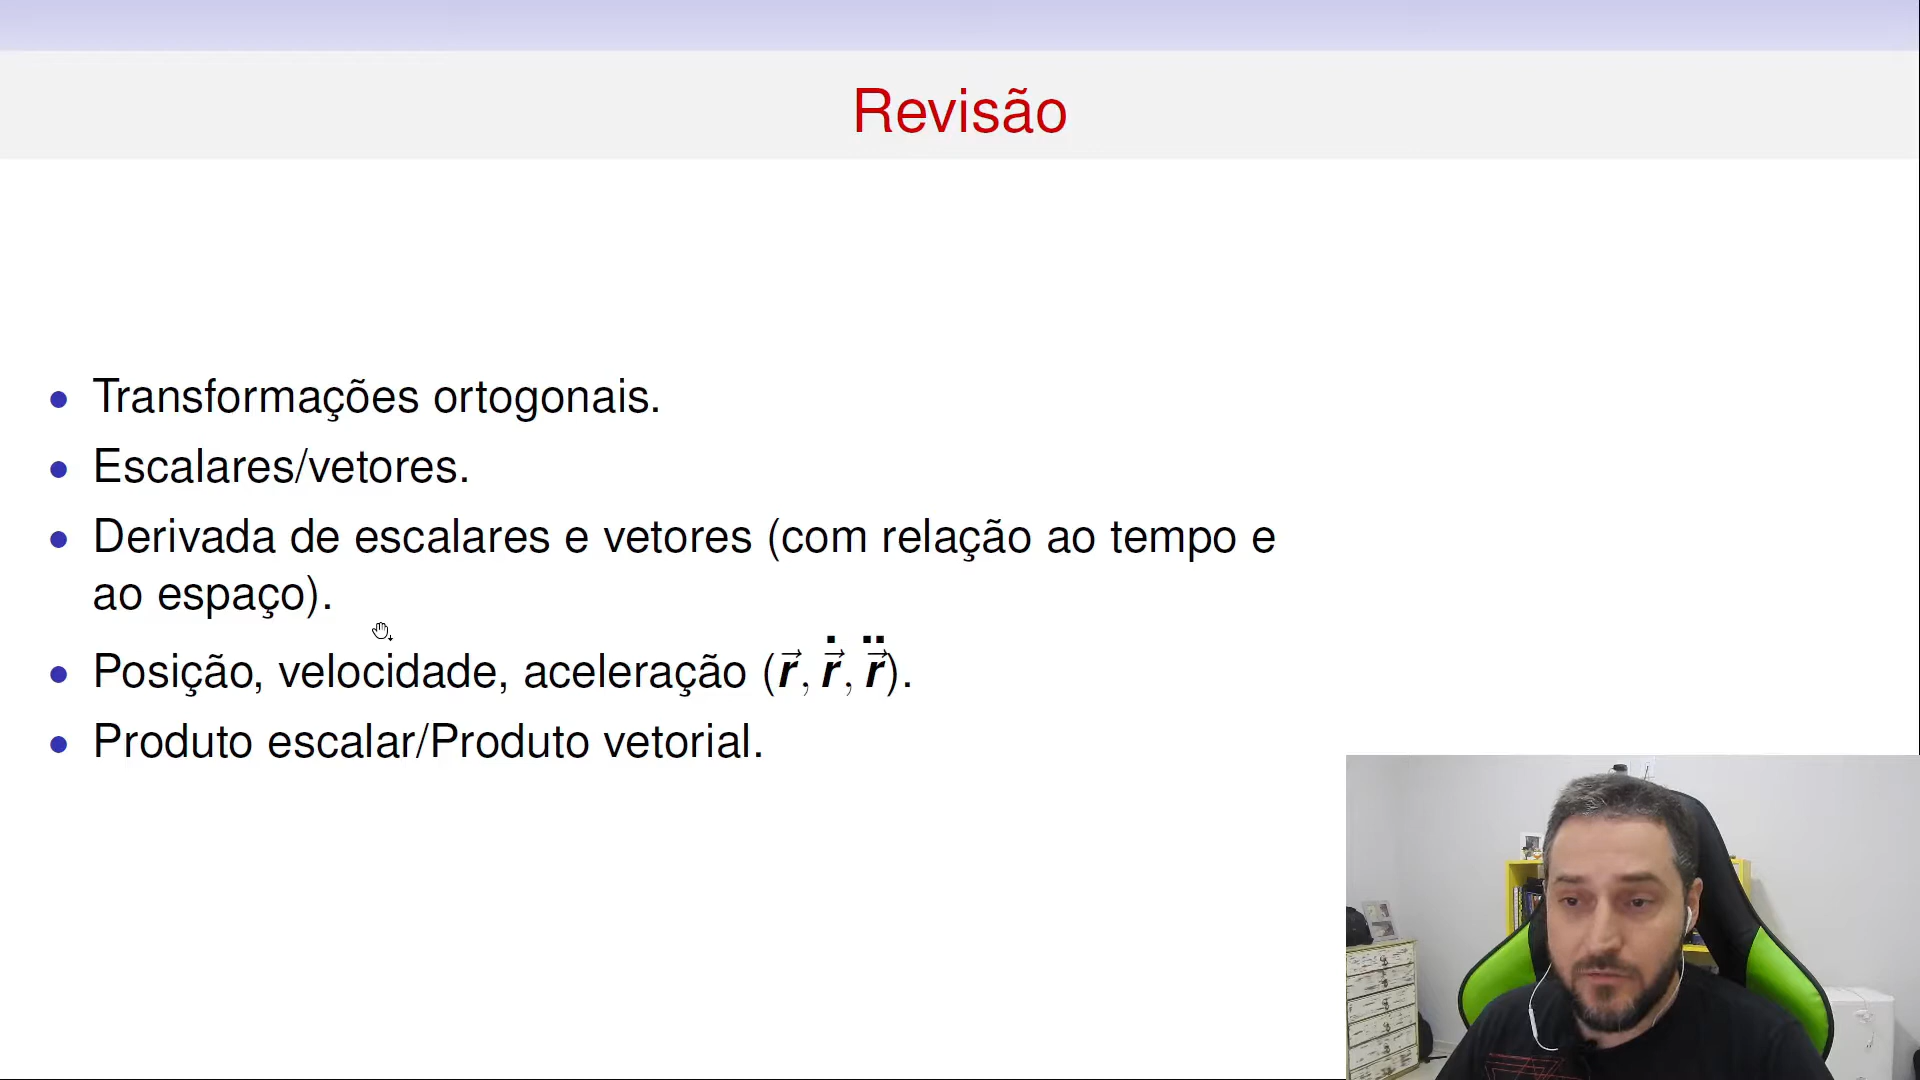 Revisão
• Transformações ortogonais.
• Escalares/vetores.
• Derivada de escalares e vetores (com relação ao tempo e
ao espaço).
• Posição, velocidade, aceleração (r⃗, ṙ⃗, r̈⃗).
• Produto escalar/Produto vetorial.